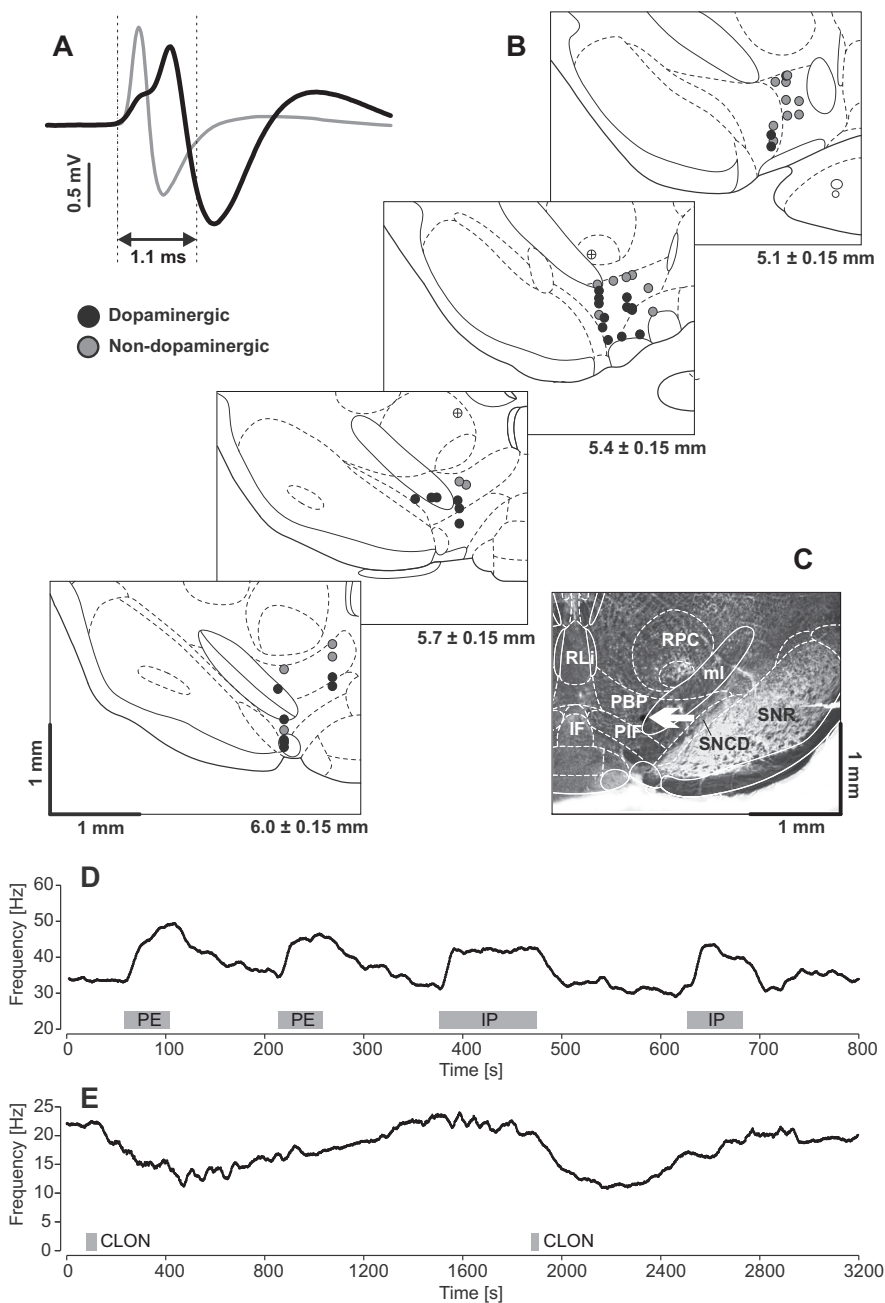 A
0.5 mV
1.1 ms
Dopaminergic
Non-dopaminergic
B
5.1 ± 0.15 mm
5.4 ± 0.15 mm
5.7 ± 0.15 mm
1 mm
1 mm
6.0 ± 0.15 mm
C
RPC
RLi
ml
PBP
SNR
IF
PIF
SNCD
1 mm
1 mm
D
Frequency [Hz]
60
50
40
30
20
PE PE IP IP
0 100 200 300 400 500 600 700 800
Time [s]
E
Frequency [Hz]
25
20
15
10
5
0
CLON CLON
0 400 800 1200 1600 2000 2400 2800 3200
Time [s]